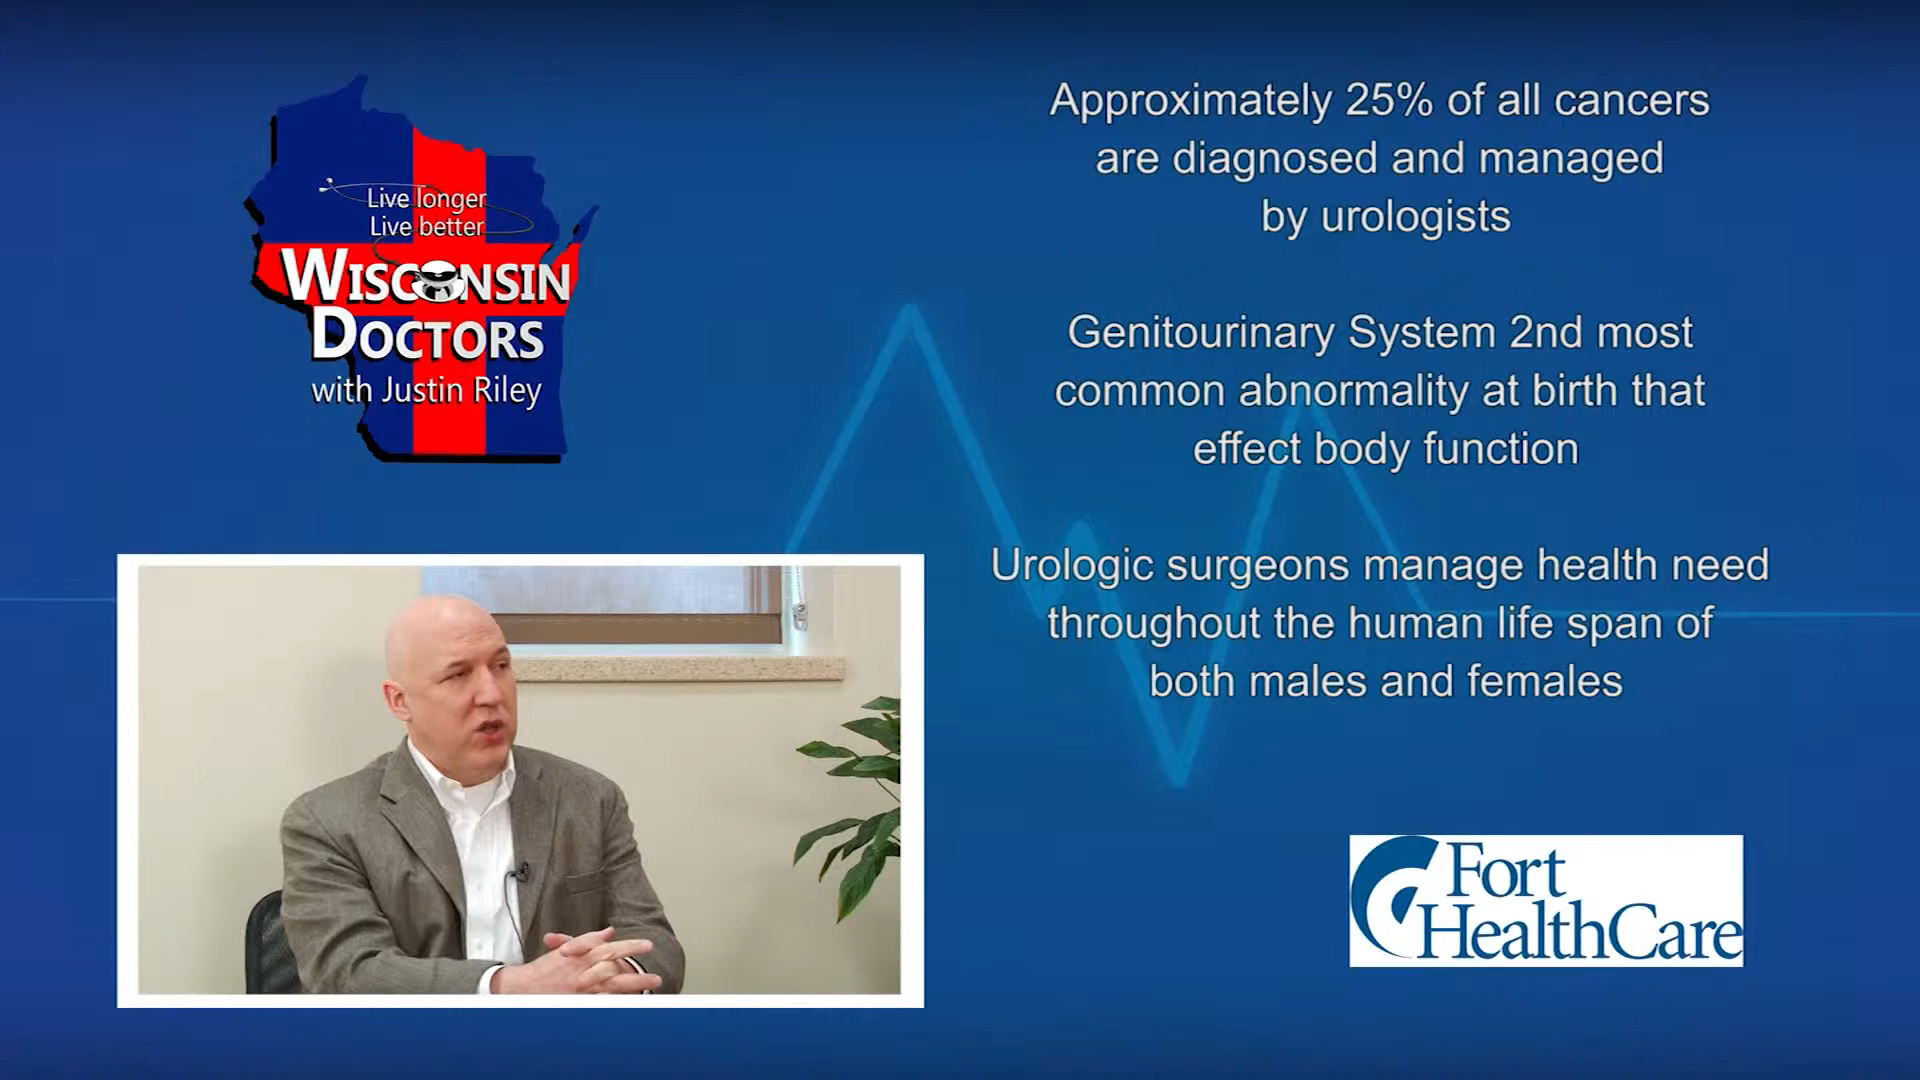 Live longer
Live better
WISCONSIN
DOCTORS
with Justin Riley
Approximately 25% of all cancers
are diagnosed and managed
by urologists
Genitourinary System 2nd most
common abnormality at birth that
effect body function
Urologic surgeons manage health need
throughout the human life span of
both males and females
Fort
HealthCare